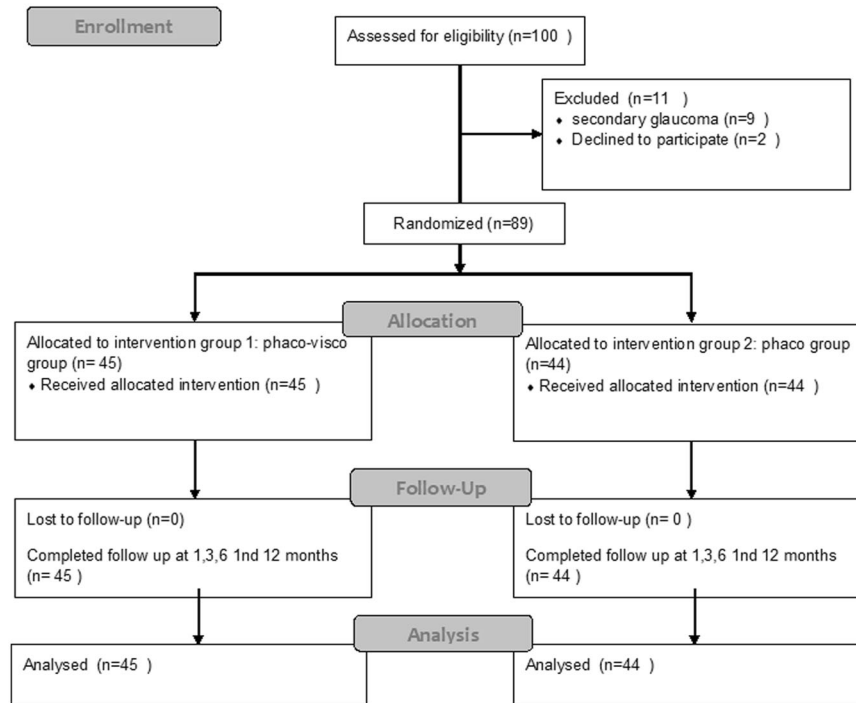 Enrollment
Assessed for eligibility (n=100 )
Excluded (n=11 )
♦ secondary glaucoma (n=9 )
♦ Declined to participate (n=2 )
Randomized (n=89)
Allocation
Allocated to intervention group 1: phaco-visco
group (n= 45)
♦ Received allocated intervention (n=45 )
Allocated to intervention group 2: phaco group
(n=44)
♦ Received allocated intervention (n=44 )
Follow-Up
Lost to follow-up (n=0)
Completed follow up at 1,3,6 1nd 12 months
(n= 45 )
Lost to follow-up (n= 0 )
Completed follow up at 1,3,6 1nd 12 months
(n= 44 )
Analysis
Analysed (n=45 )
Analysed (n=44 )